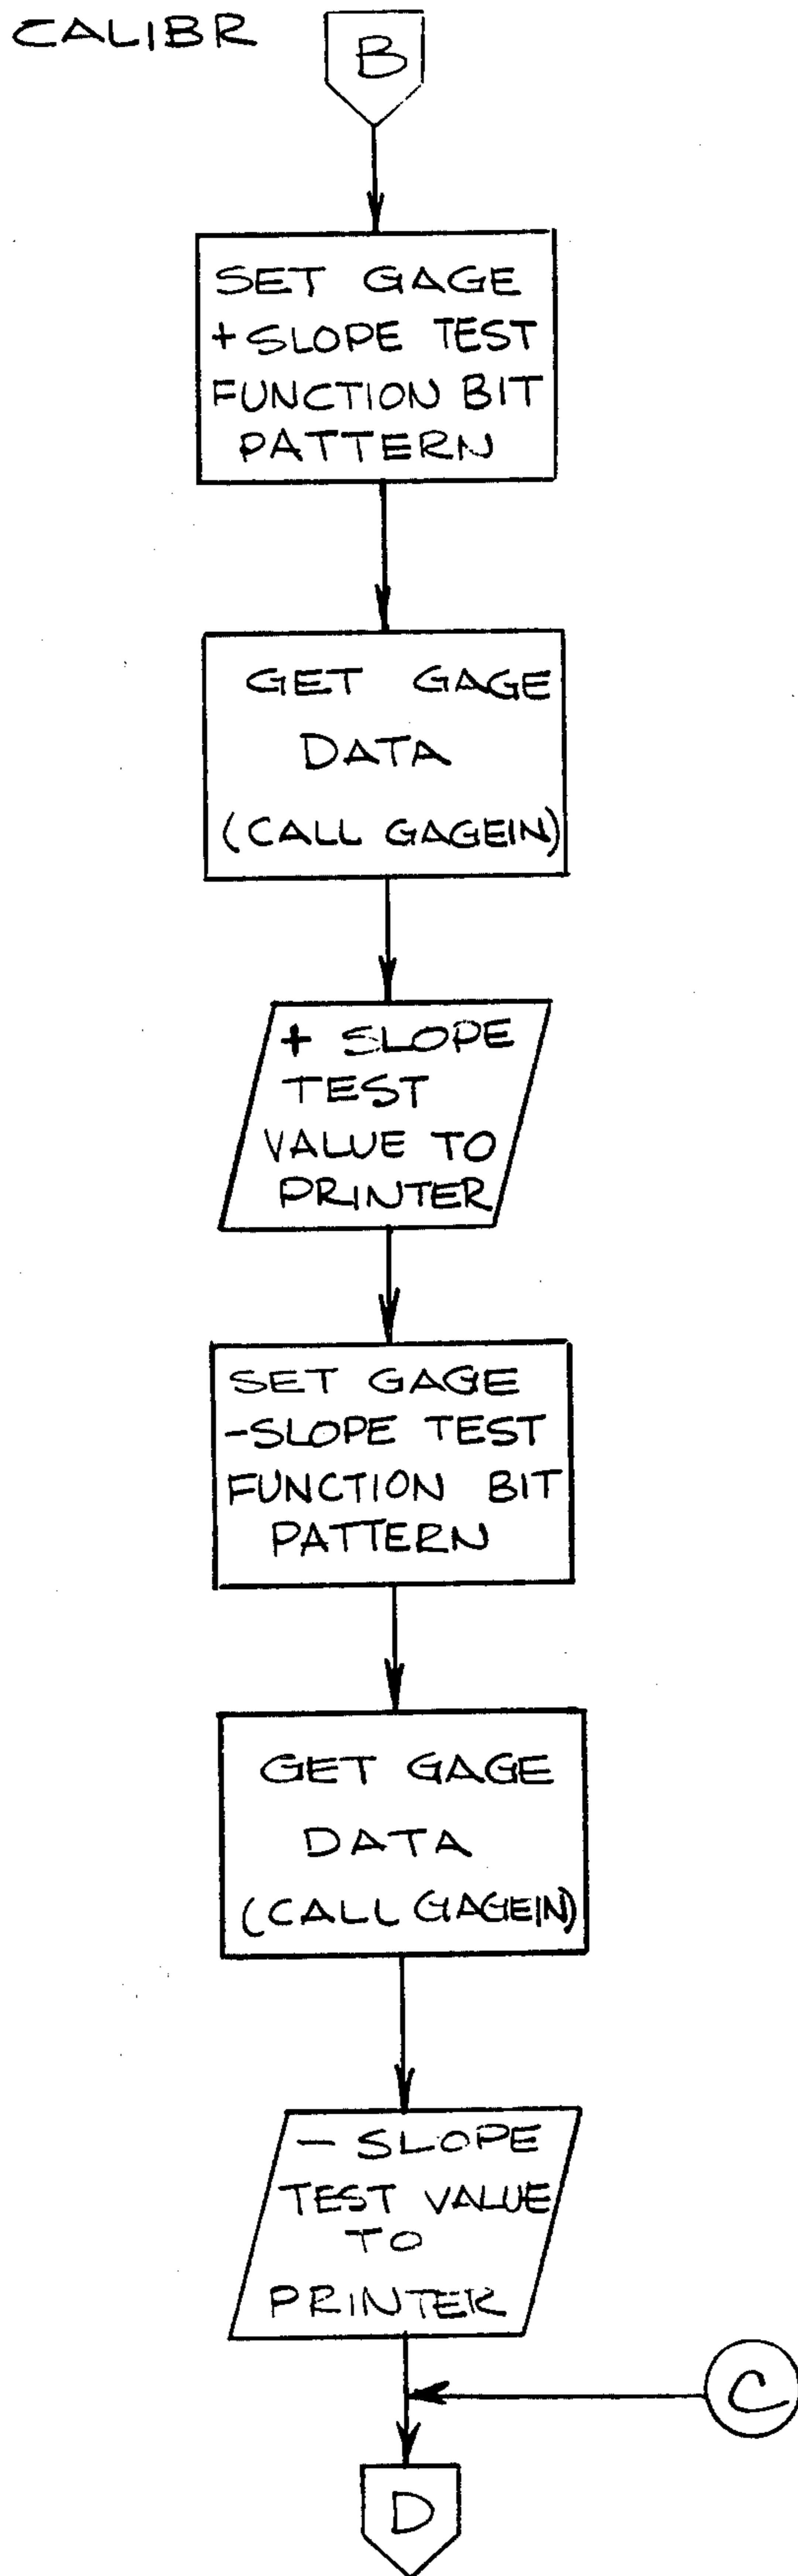 CALIBR
B
SET GAGE
+ SLOPE TEST
FUNCTION BIT
PATTERN
GET GAGE
DATA
(CALL GAGEIN)
+ SLOPE
TEST
VALUE TO
PRINTER
SET GAGE
-SLOPE TEST
FUNCTION BIT
PATTERN
GET GAGE
DATA
(CALL GAGEIN)
- SLOPE
TEST VALUE
TO
PRINTER
C
D